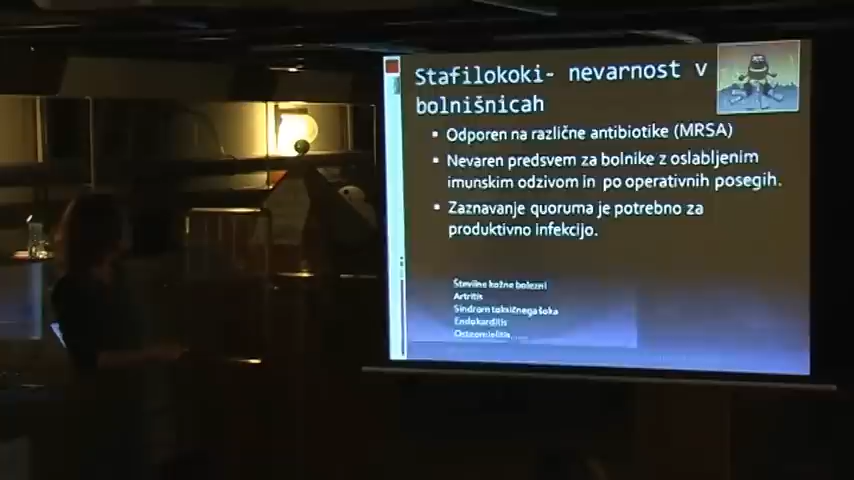 Stafilokoki- nevarnost v
bolnišnicah
Odporen na različne antibiotike (MRSA)
Nevaren predsvem za bolnike z oslabljenim
imunskim odzivom in po operativnih posegih.
Zaznavanje quoruma je potrebno za
produktivno infekcijo.
Številne kožne bolezni
Artritis
Sindrom toksičnega šoka
Endokarditis
Osteomielitis......